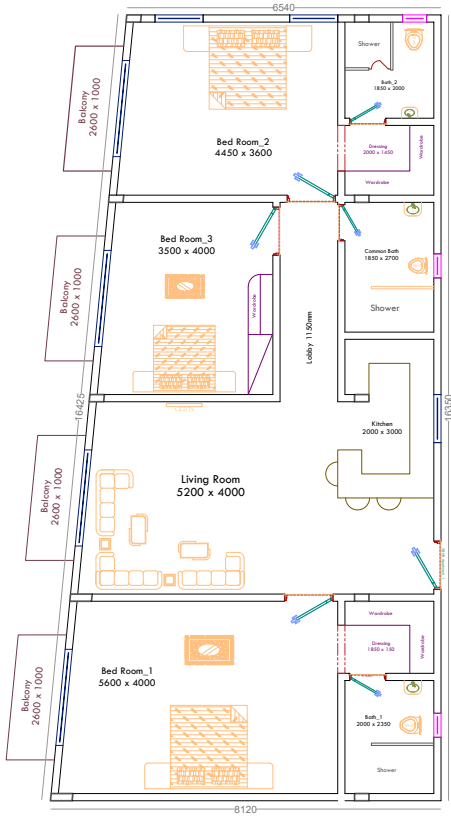 6540
Shower
Bath_2
1850 x 2000
Balcony
2600 x 1000
Bed Room_2
4450 x 3600
Dressing
2000 x 1450
Wardrobe
Wardrobe
Bed Room_3
3500 x 4000
Common Bath
1850 x 2700
Balcony
2600 x 1000
Wardrobe
Shower
Lobby 1150mm
16425
16350
Kitchen
2000 x 3000
Living Room
5200 x 4000
Balcony
2600 x 1000
Wardrobe
Bed Room_1
5600 x 4000
Dressing
1850 x 150
Wardrobe
Balcony
2600 x 1000
Bath_1
2000 x 2350
Shower
8120